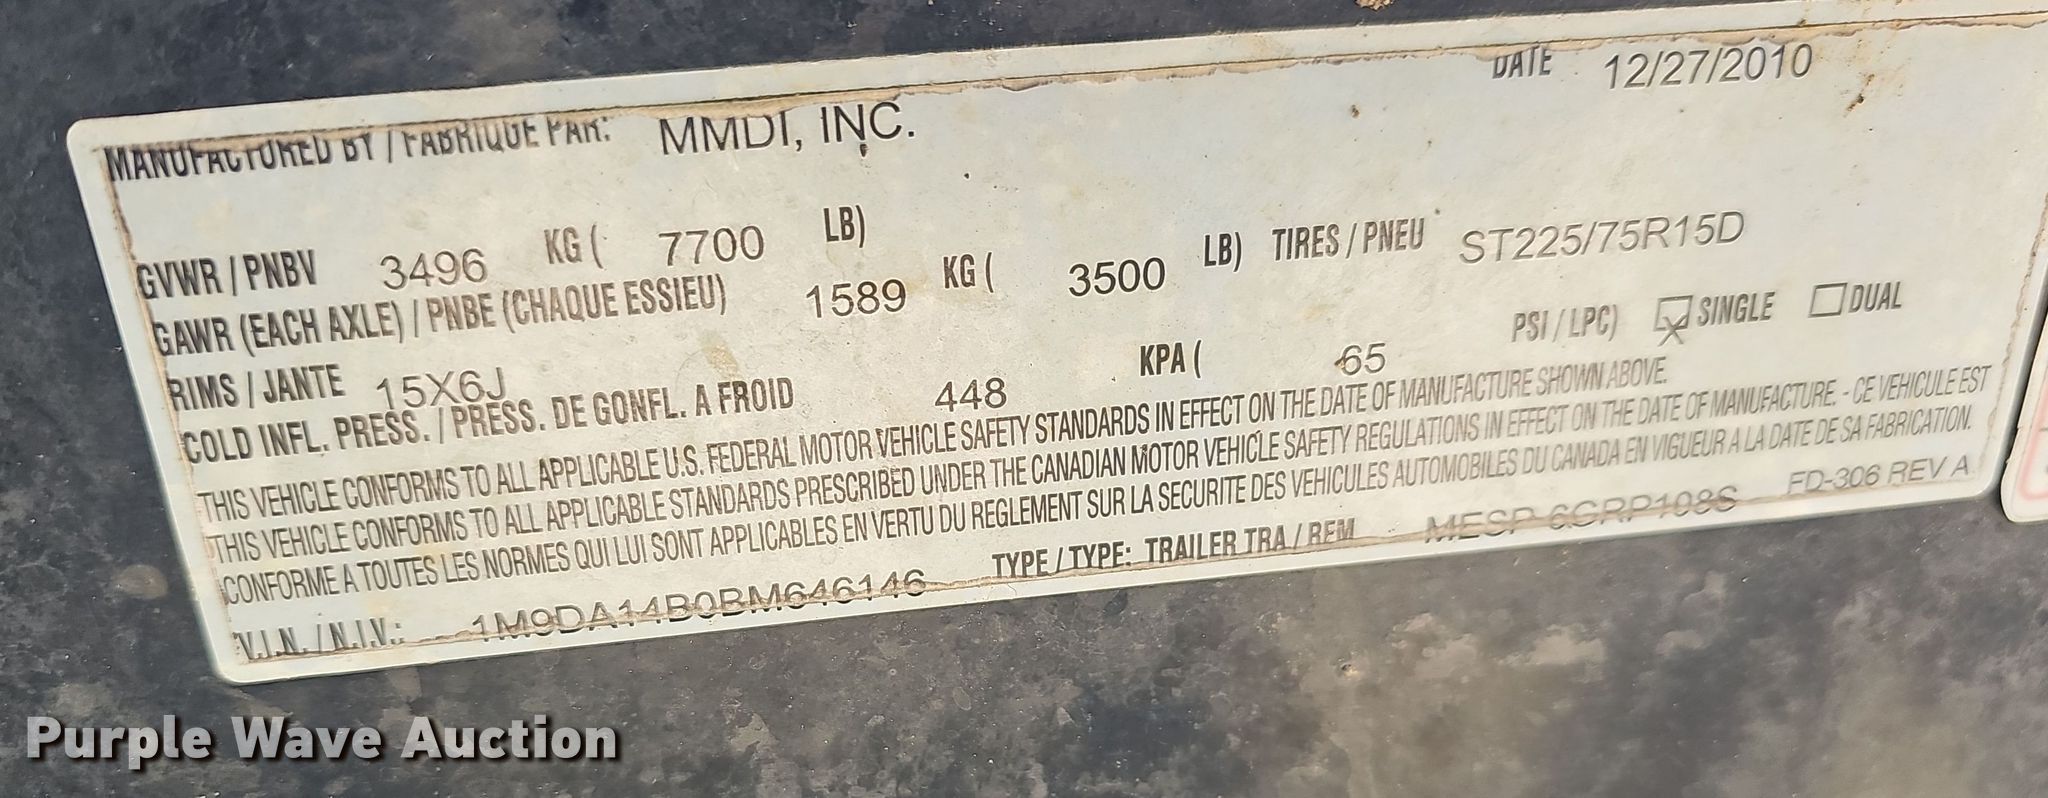 DATE 12/27/2010
MANUFACTURED BY / FABRIQUE PAR: MMDI, INC.
GVWR / PNBV 3496 KG ( 7700 LB)
GAWR (EACH AXLE) / PNBE (CHAQUE ESSIEU) 1589 KG ( 3500 LB) TIRES / PNEU ST225/75R15D
RIMS / JANTE 15X6J
COLD INFL. PRESS. / PRESS. DE GONFL. A FROID 448 KPA ( 65 PSI / LPC) SINGLE DUAL
THIS VEHICLE CONFORMS TO ALL APPLICABLE U.S. FEDERAL MOTOR VEHICLE SAFETY STANDARDS IN EFFECT ON THE DATE OF MANUFACTURE SHOWN ABOVE.
THIS VEHICLE CONFORMS TO ALL APPLICABLE STANDARDS PRESCRIBED UNDER THE CANADIAN MOTOR VEHICLE SAFETY REGULATIONS IN EFFECT ON THE DATE OF MANUFACTURE. - CE VEHICULE EST
CONFORME A TOUTES LES NORMES QUI LUI SONT APPLICABLES EN VERTU DU REGLEMENT SUR LA SECURITE DES VEHICULES AUTOMOBILES DU CANADA EN VIGUEUR A LA DATE DE SA FABRICATION.
V.I.N. / N.I.V.: 1M9DA14B0BM646146 TYPE / TYPE: TRAILER TRA / REM MESP 6GRP108S FD-306 REV A
Purple Wave Auction